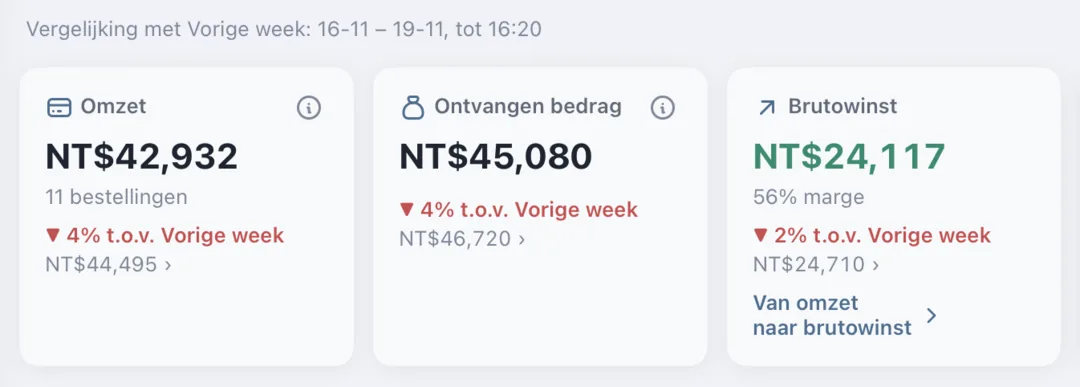 Vergelijking met Vorige week: 16-11 – 19-11, tot 16:20
Omzet
NT$42,932
11 bestellingen
▼ 4% t.o.v. Vorige week
NT$44,495 ›
Ontvangen bedrag
NT$45,080
▼ 4% t.o.v. Vorige week
NT$46,720 ›
Brutowinst
NT$24,117
56% marge
▼ 2% t.o.v. Vorige week
NT$24,710 ›
Van omzet
naar brutowinst